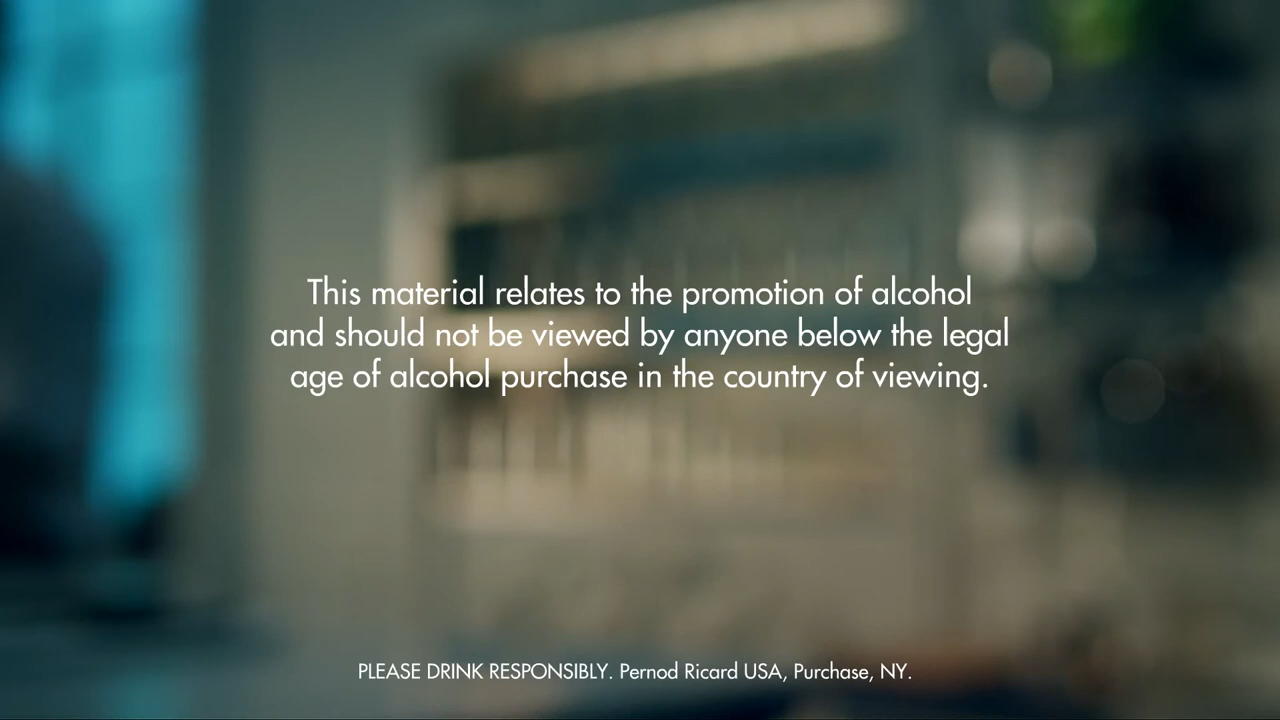 This material relates to the promotion of alcohol
and should not be viewed by anyone below the legal
age of alcohol purchase in the country of viewing.
PLEASE DRINK RESPONSIBLY. Pernod Ricard USA, Purchase, NY.